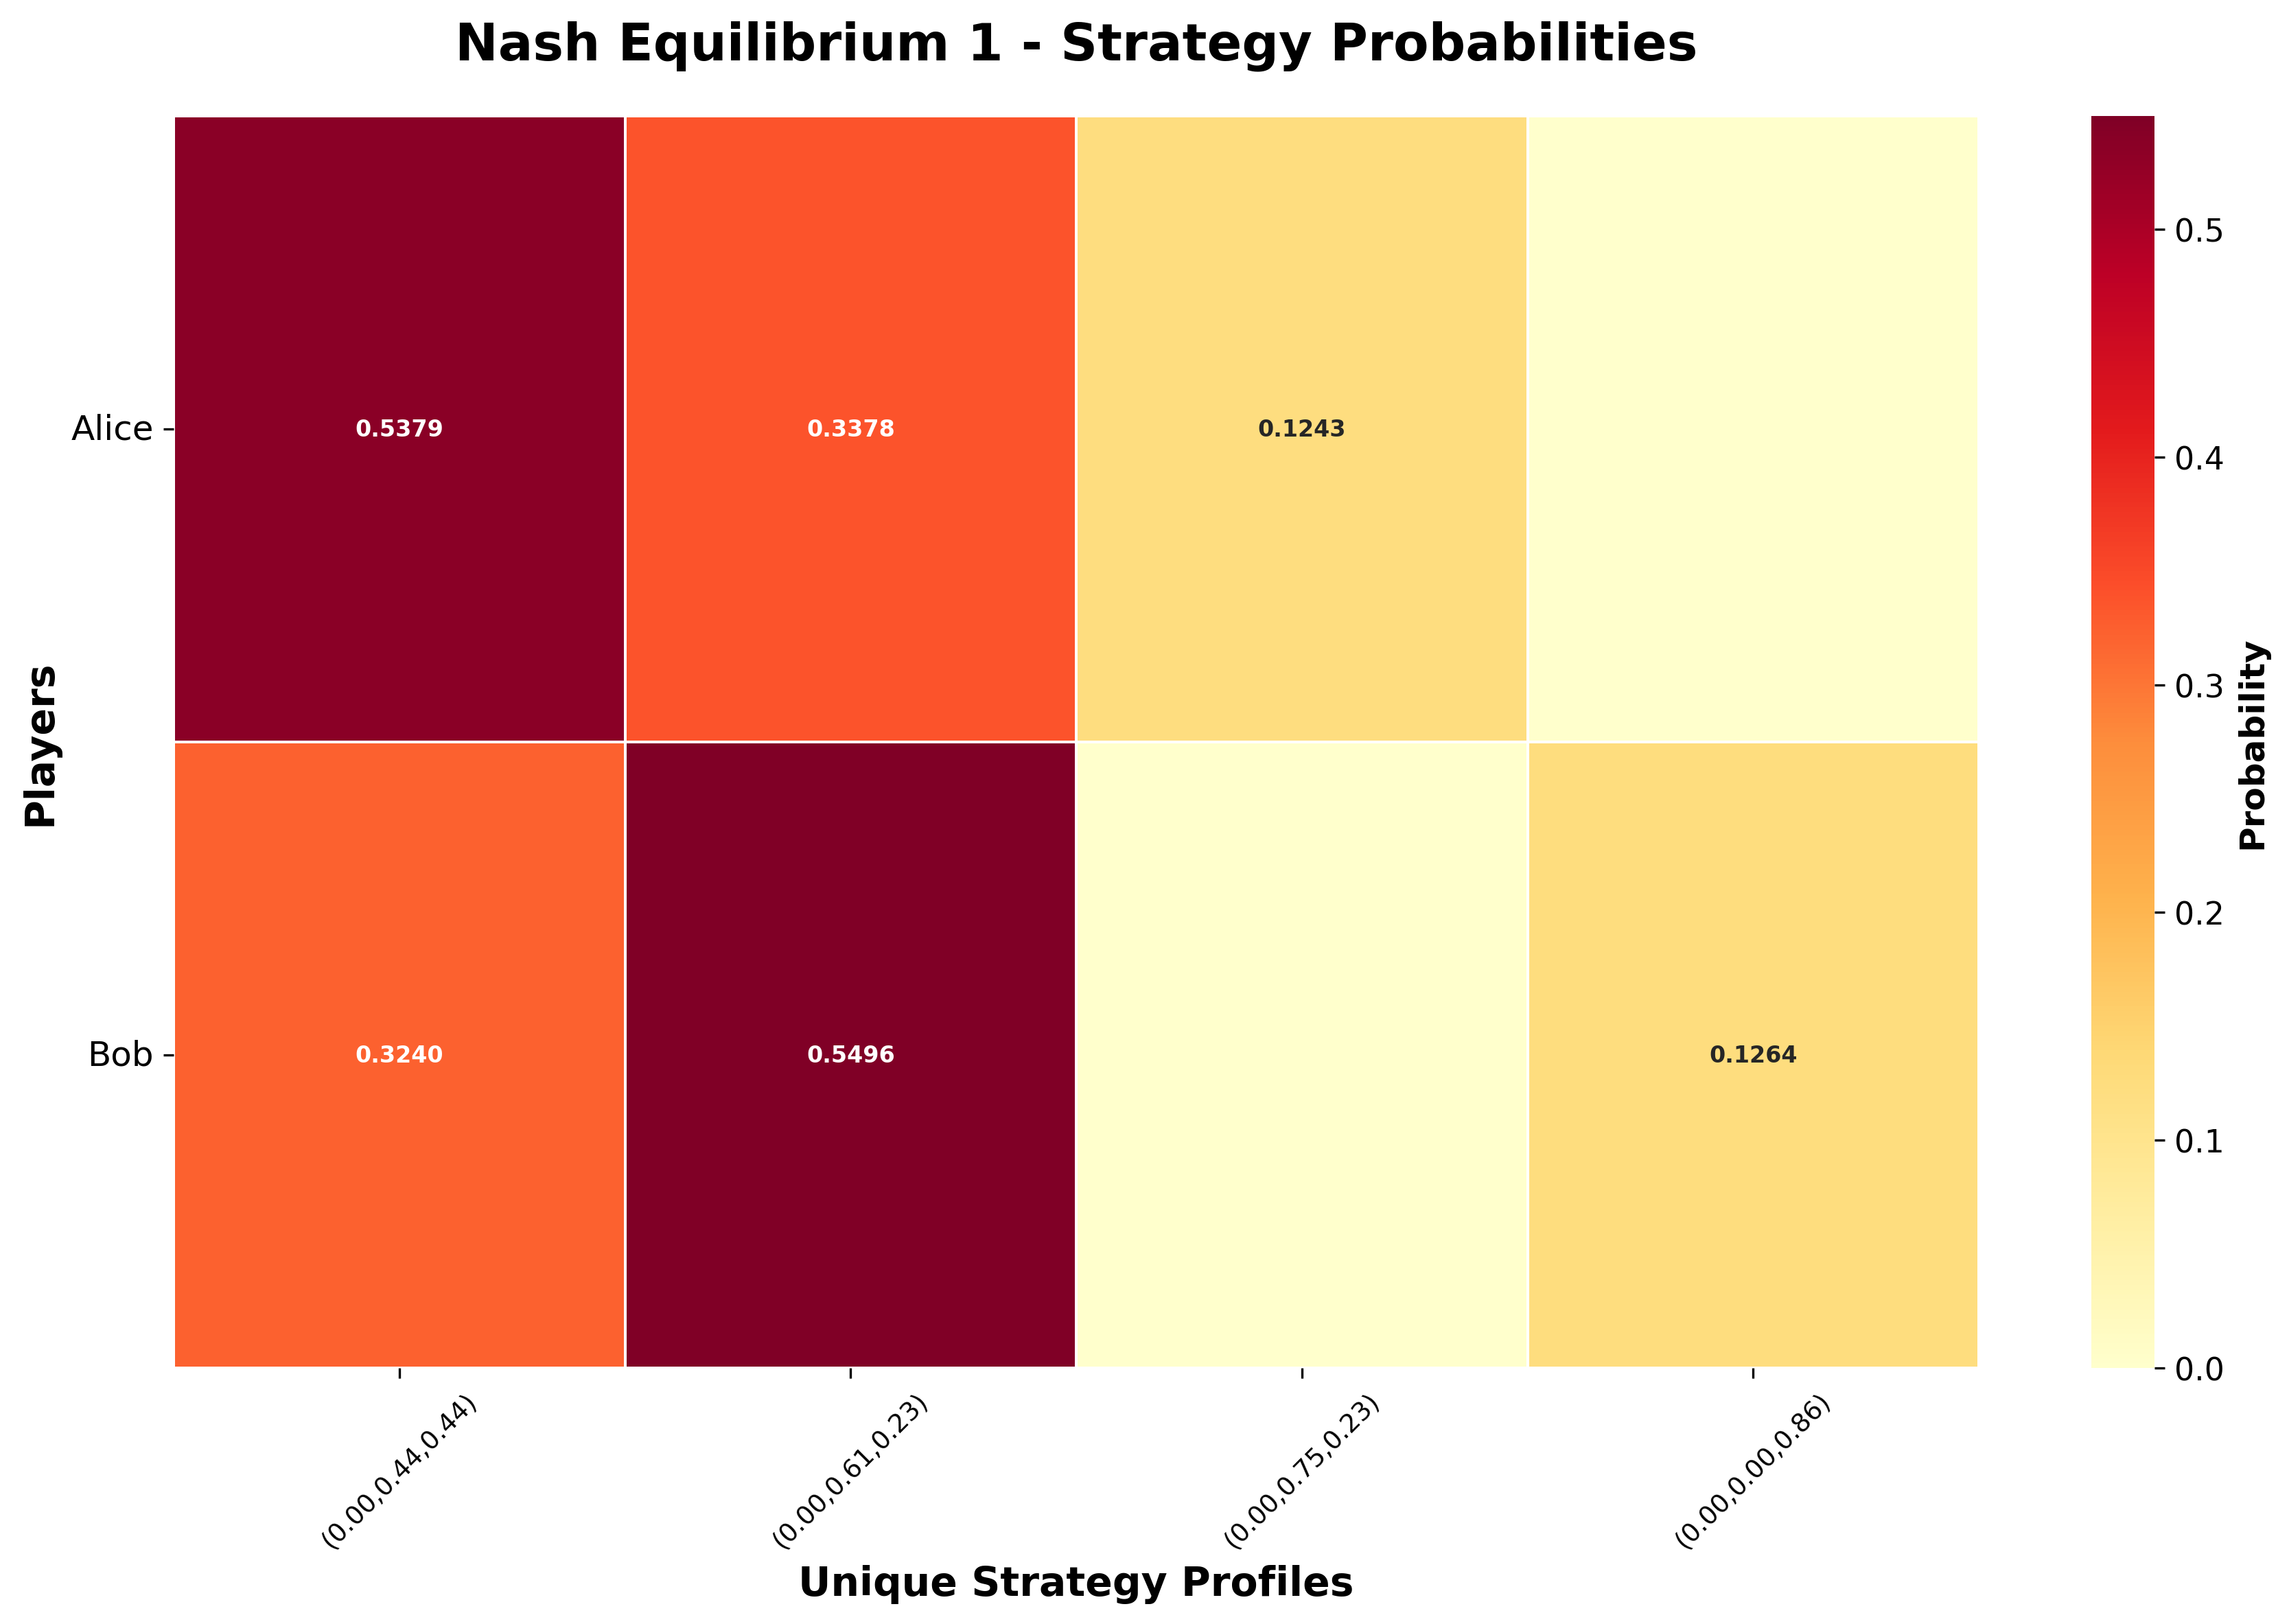 Nash Equilibrium 1 - Strategy Probabilities
Players
Alice
0.5379
0.3378
0.1243
Bob
0.3240
0.5496
0.1264
(0.00,0.44,0.44)
(0.00,0.61,0.23)
(0.00,0.75,0.23)
(0.00,0.00,0.86)
Unique Strategy Profiles
0.5
0.4
0.3
0.2
0.1
0.0
Probability